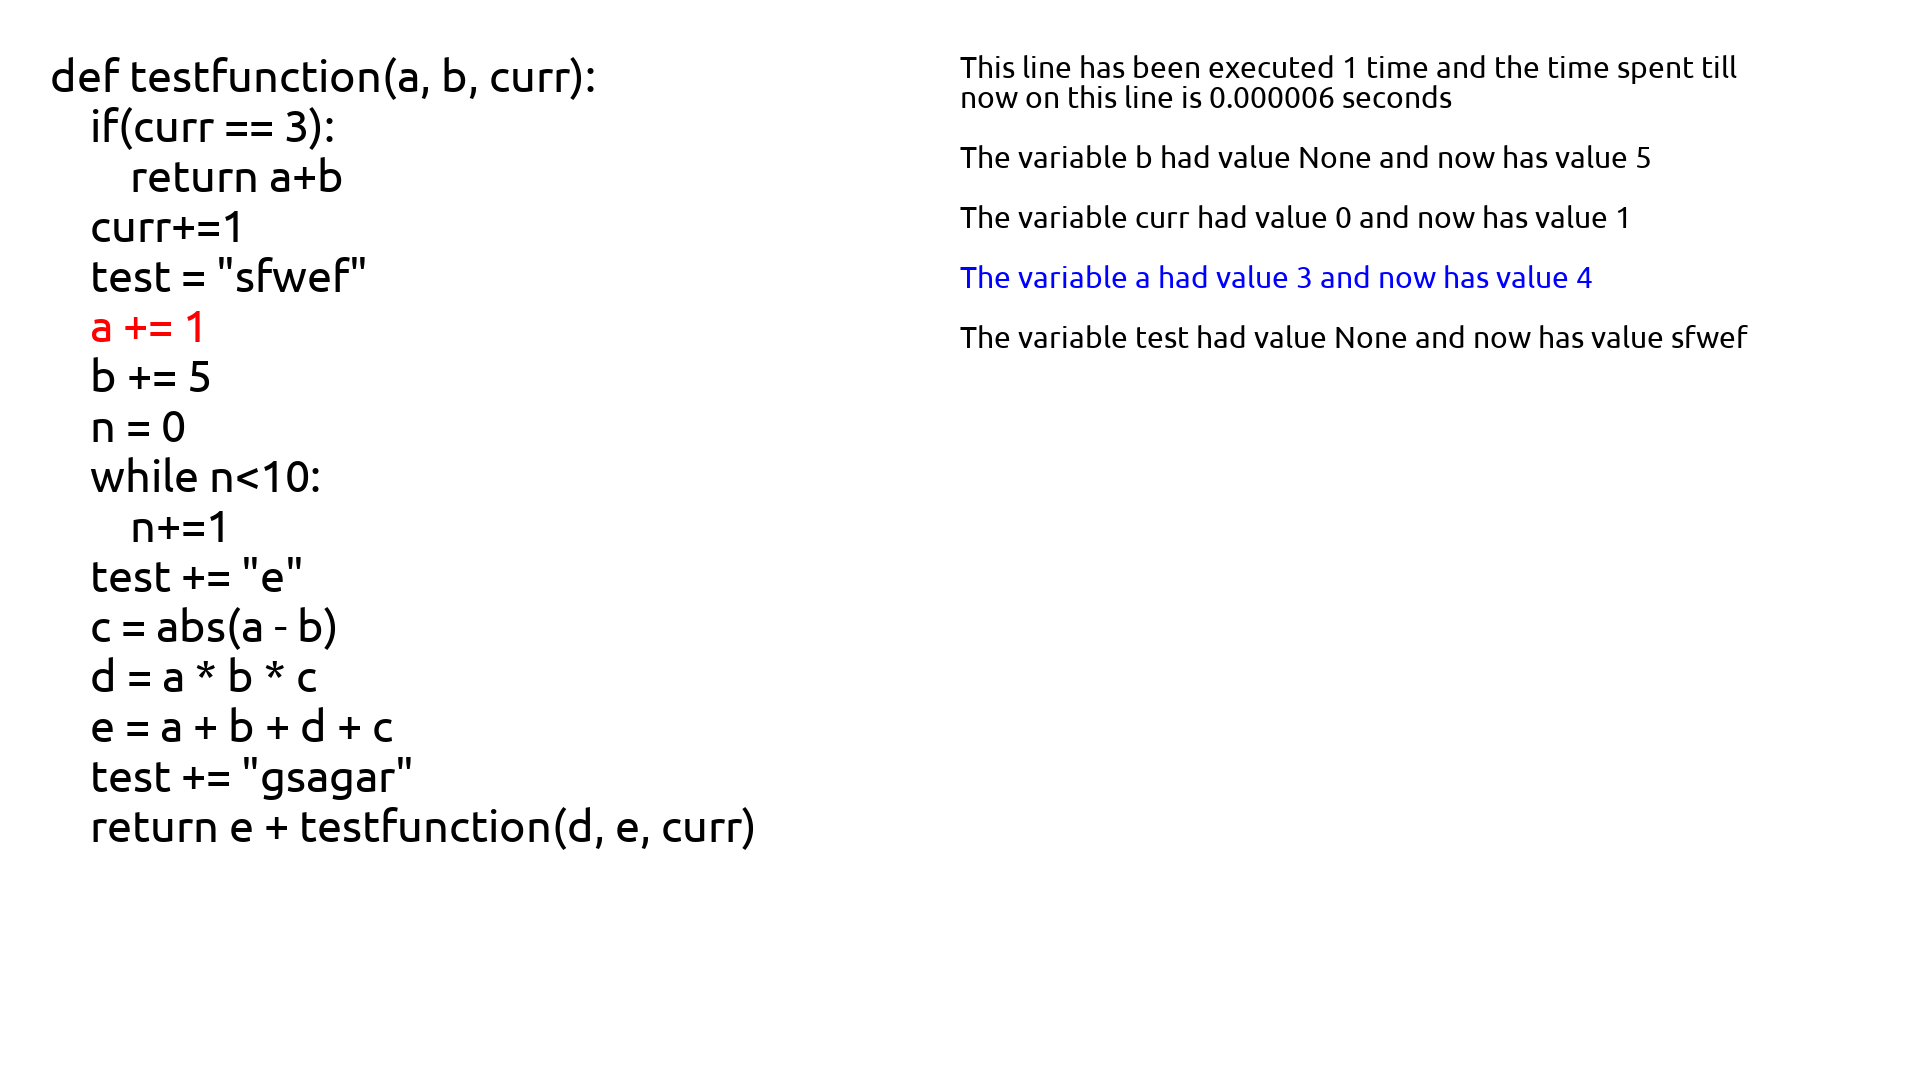 def testfunction(a, b, curr):
    if(curr == 3):
        return a+b
    curr+=1
    test = "sfwef"
    a += 1
    b += 5
    n = 0
    while n<10:
        n+=1
    test += "e"
    c = abs(a - b)
    d = a * b * c
    e = a + b + d + c
    test += "gsagar"
    return e + testfunction(d, e, curr)
This line has been executed 1 time and the time spent till
now on this line is 0.000006 seconds
The variable b had value None and now has value 5
The variable curr had value 0 and now has value 1
The variable a had value 3 and now has value 4
The variable test had value None and now has value sfwef